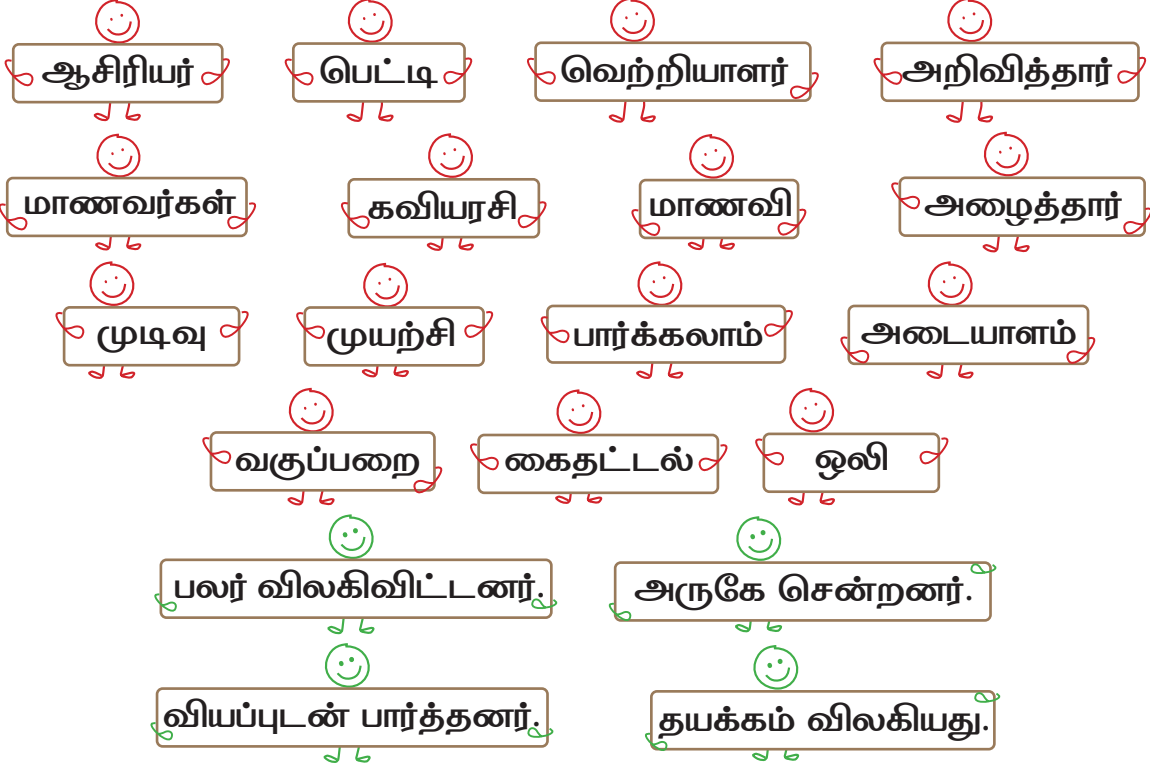 ஆசிரியர் பெட்டி வெற்றியாளர் அறிவித்தார்
மாணவர்கள் கவியரசி மாணவி அழைத்தார்
முடிவு முயற்சி பார்க்கலாம் அடையாளம்
வகுப்பறை கைதட்டல் ஒலி
பலர் விலகிவிட்டனர். அருகே சென்றனர்.
வியப்புடன் பார்த்தனர். தயக்கம் விலகியது.